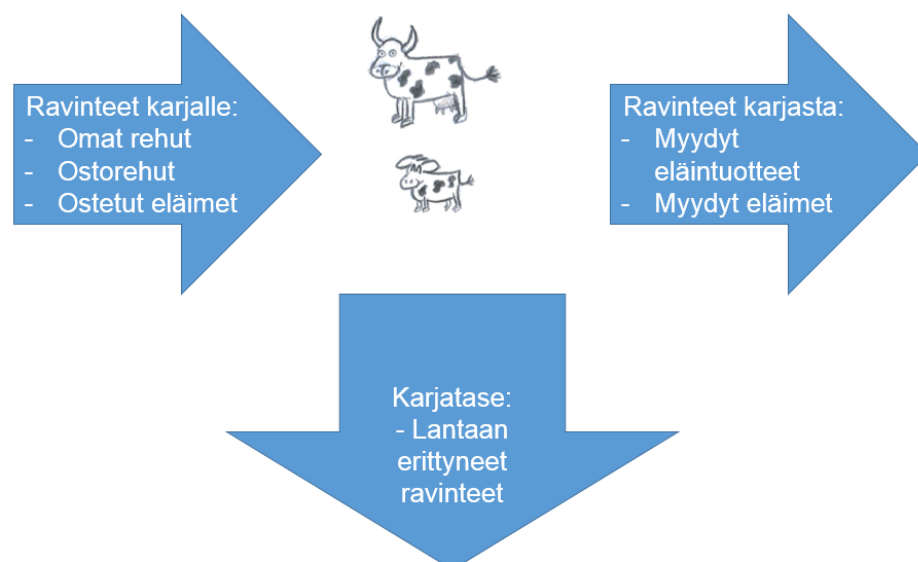 Ravinteet karjalle:
- Omat rehut
- Ostorehut
- Ostetut eläimet
Ravinteet karjasta:
- Myydyt
eläintuotteet
- Myydyt eläimet
Karjatase:
- Lantaan
erittyneet
ravinteet